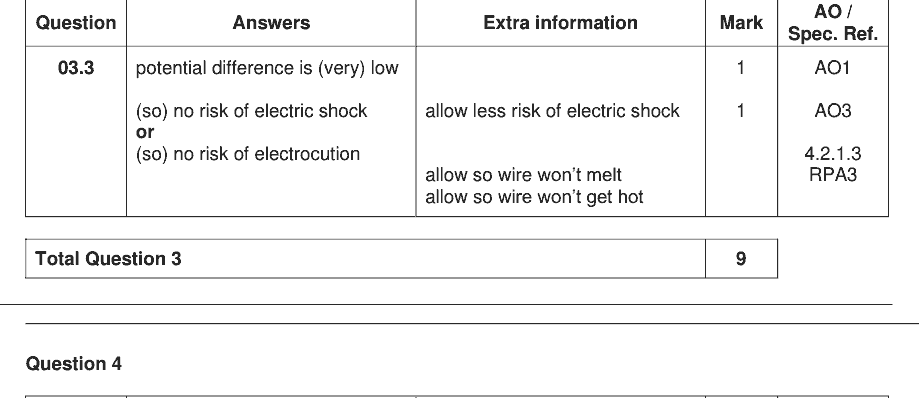 Question Answers Extra information Mark AO /
Spec. Ref.
03.3 potential difference is (very) low 1 AO1
(so) no risk of electric shock allow less risk of electric shock 1 AO3
or
(so) no risk of electrocution 4.2.1.3
allow so wire won't melt RPA3
allow so wire won't get hot
Total Question 3 9
Question 4